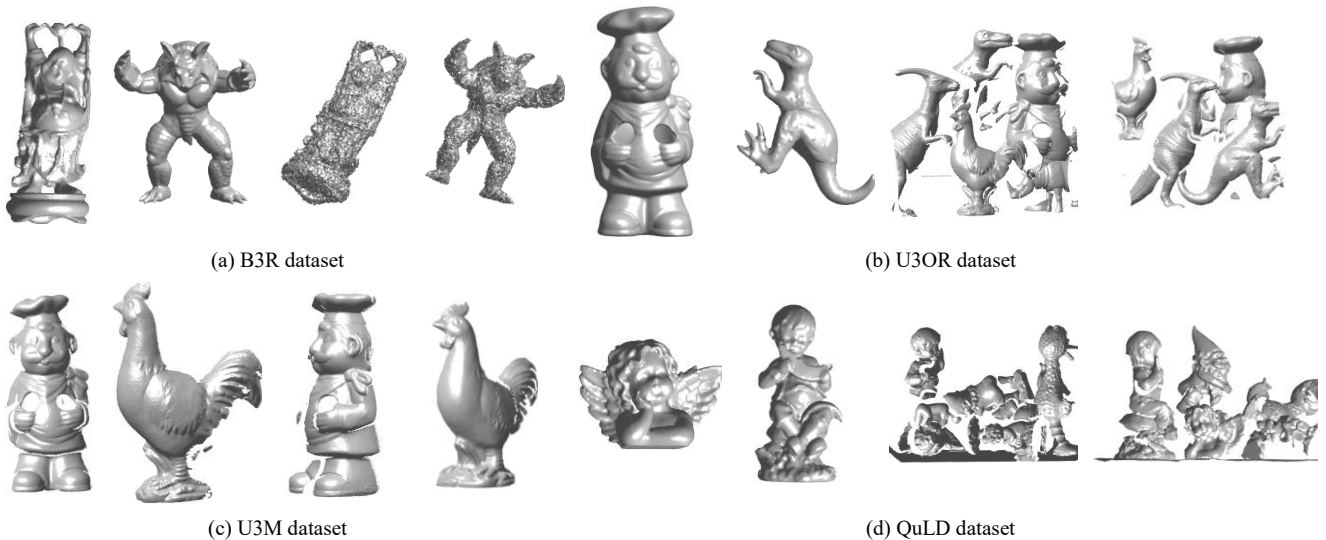 (a) B3R dataset
(b) U3OR dataset
(c) U3M dataset
(d) QuLD dataset